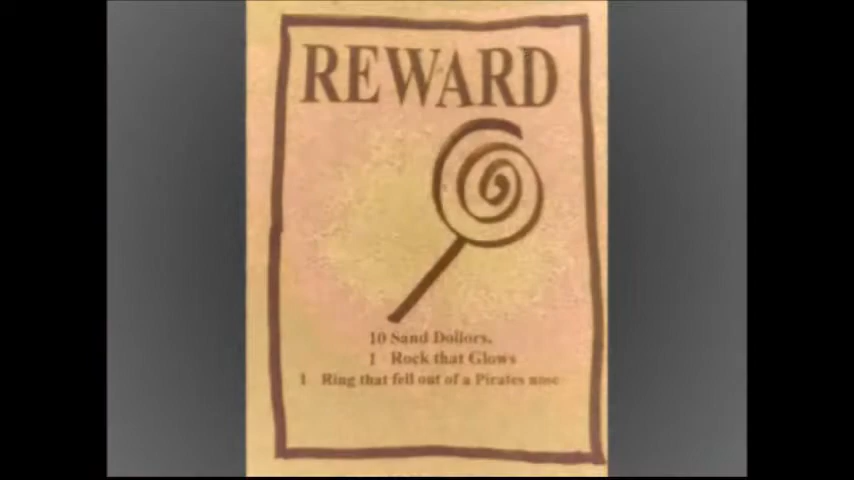 REWARD
10 Sand Dollors.
1 Rock that Glows
1 Ring that fell out of a Pirates nose